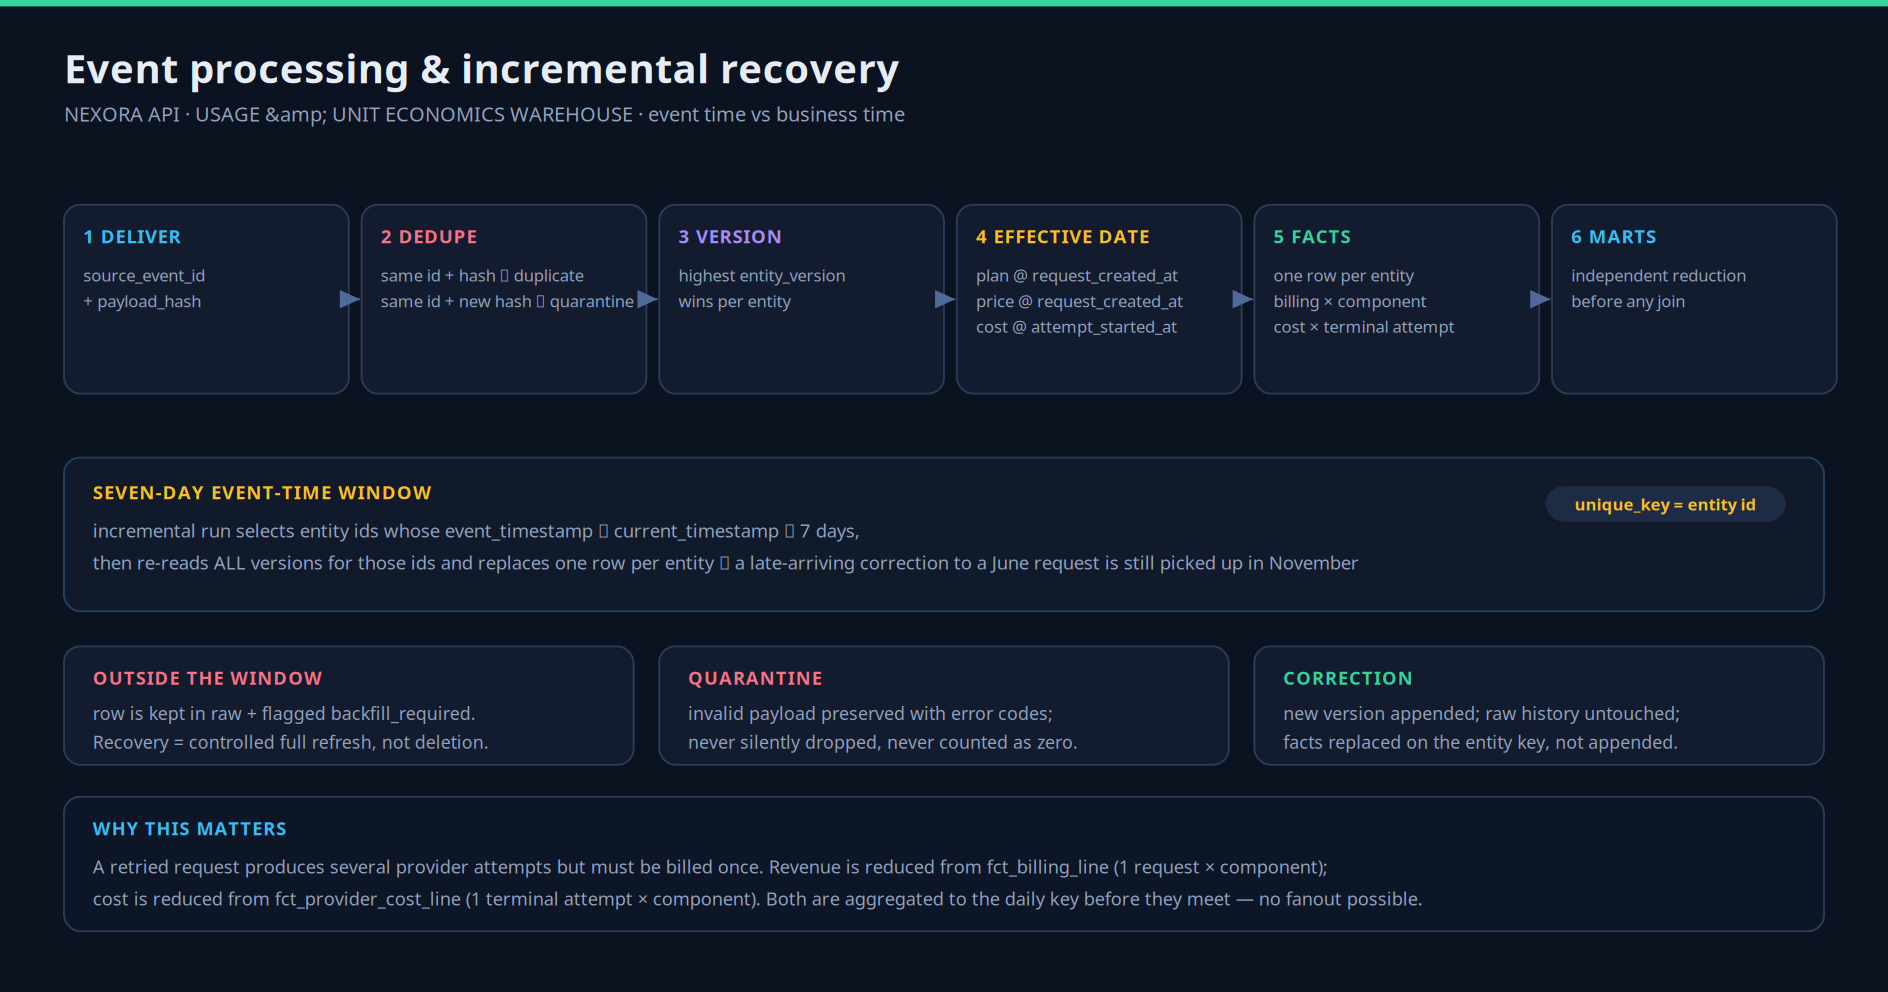 Event processing & incremental recovery
NEXORA API · USAGE &amp; UNIT ECONOMICS WAREHOUSE · event time vs business time
1 DELIVER
source_event_id
+ payload_hash
2 DEDUPE
same id + hash ▯ duplicate
same id + new hash ▯ quarantine
3 VERSION
highest entity_version
wins per entity
4 EFFECTIVE DATE
plan @ request_created_at
price @ request_created_at
cost @ attempt_started_at
5 FACTS
one row per entity
billing × component
cost × terminal attempt
6 MARTS
independent reduction
before any join
SEVEN-DAY EVENT-TIME WINDOW
unique_key = entity id
incremental run selects entity ids whose event_timestamp ▯ current_timestamp ▯ 7 days,
then re-reads ALL versions for those ids and replaces one row per entity ▯ a late-arriving correction to a June request is still picked up in November
OUTSIDE THE WINDOW
row is kept in raw + flagged backfill_required.
Recovery = controlled full refresh, not deletion.
QUARANTINE
invalid payload preserved with error codes;
never silently dropped, never counted as zero.
CORRECTION
new version appended; raw history untouched;
facts replaced on the entity key, not appended.
WHY THIS MATTERS
A retried request produces several provider attempts but must be billed once. Revenue is reduced from fct_billing_line (1 request × component);
cost is reduced from fct_provider_cost_line (1 terminal attempt × component). Both are aggregated to the daily key before they meet — no fanout possible.